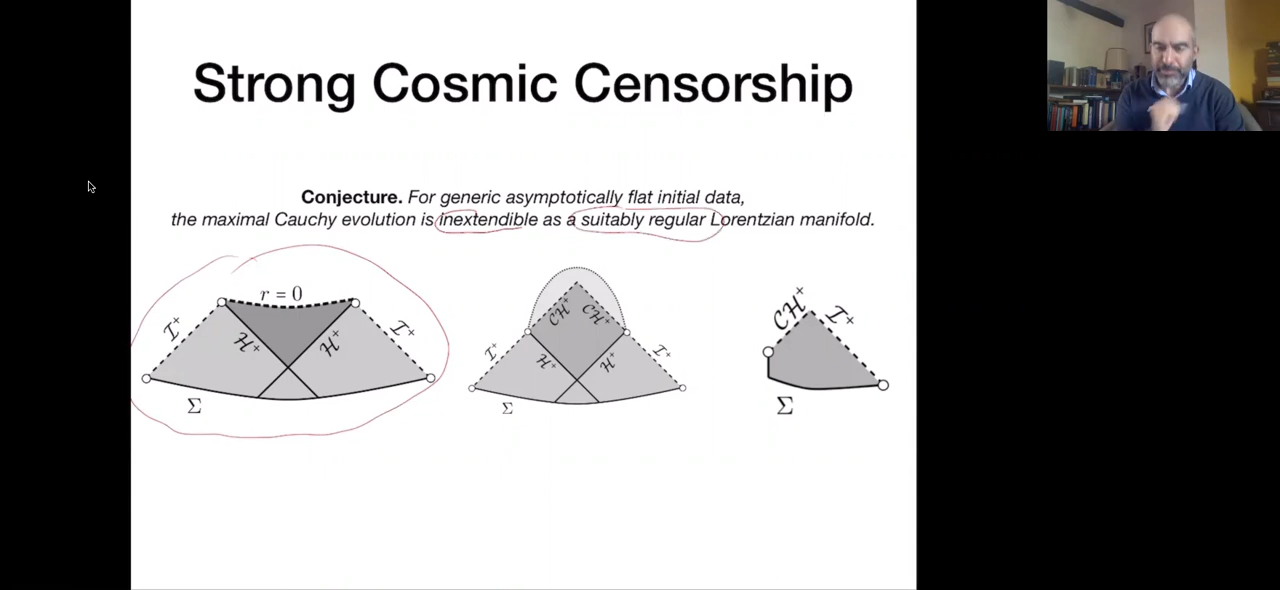 Strong Cosmic Censorship
Conjecture. For generic asymptotically flat initial data,
the maximal Cauchy evolution is inextendible as a suitably regular Lorentzian manifold.
r = 0
𝓘⁺
𝓗⁺
𝓗⁺
𝓘⁺
Σ
𝓒𝓗⁺
𝓒𝓗⁺
𝓘⁺
𝓗⁺
𝓗⁺
𝓘⁺
Σ
𝓒𝓗⁺
𝓘⁺
Σ